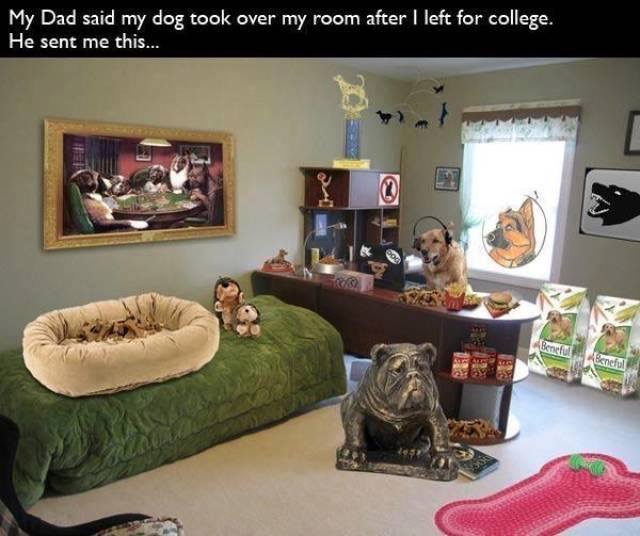 My Dad said my dog took over my room after I left for college.
He sent me this...
Beneful
Beneful